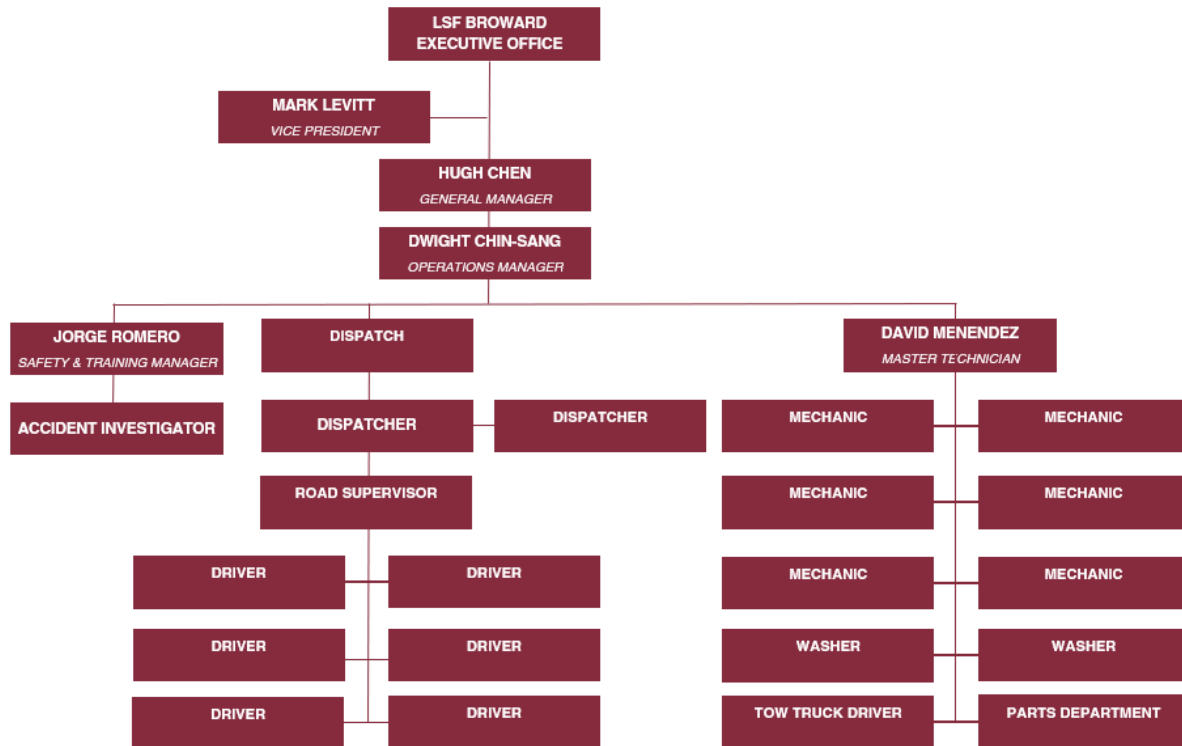 LSF BROWARD
EXECUTIVE OFFICE
MARK LEVITT
VICE PRESIDENT
HUGH CHEN
GENERAL MANAGER
DWIGHT CHIN-SANG
OPERATIONS MANAGER
JORGE ROMERO
SAFETY & TRAINING MANAGER
DISPATCH
DAVID MENENDEZ
MASTER TECHNICIAN
ACCIDENT INVESTIGATOR
DISPATCHER
DISPATCHER
MECHANIC
MECHANIC
ROAD SUPERVISOR
MECHANIC
MECHANIC
DRIVER
DRIVER
MECHANIC
MECHANIC
DRIVER
DRIVER
WASHER
WASHER
DRIVER
DRIVER
TOW TRUCK DRIVER
PARTS DEPARTMENT